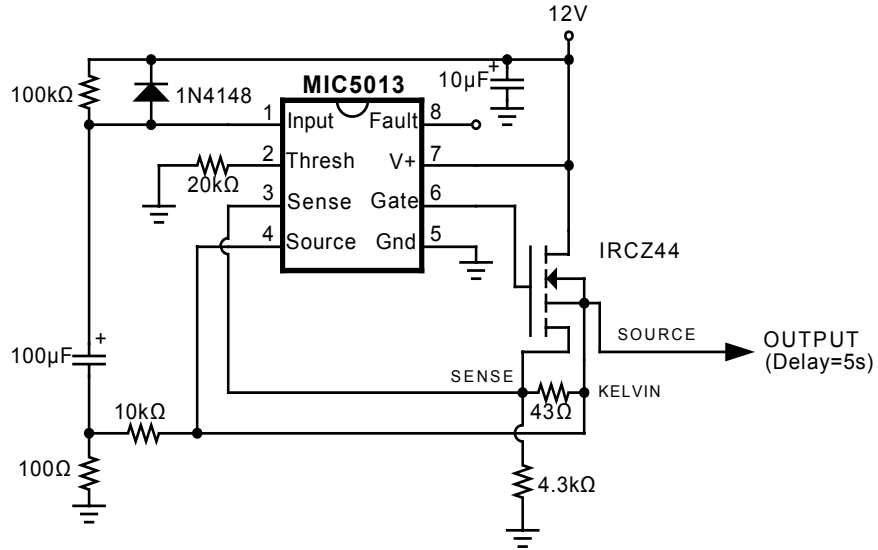 12V
10µF
+
100kΩ
1N4148
MIC5013
1 Input Fault 8
2 Thresh V+ 7
20kΩ
3 Sense Gate 6
4 Source Gnd 5
IRCZ44
SOURCE
OUTPUT
(Delay=5s)
100µF
+
SENSE
KELVIN
43Ω
10kΩ
100Ω
4.3kΩ